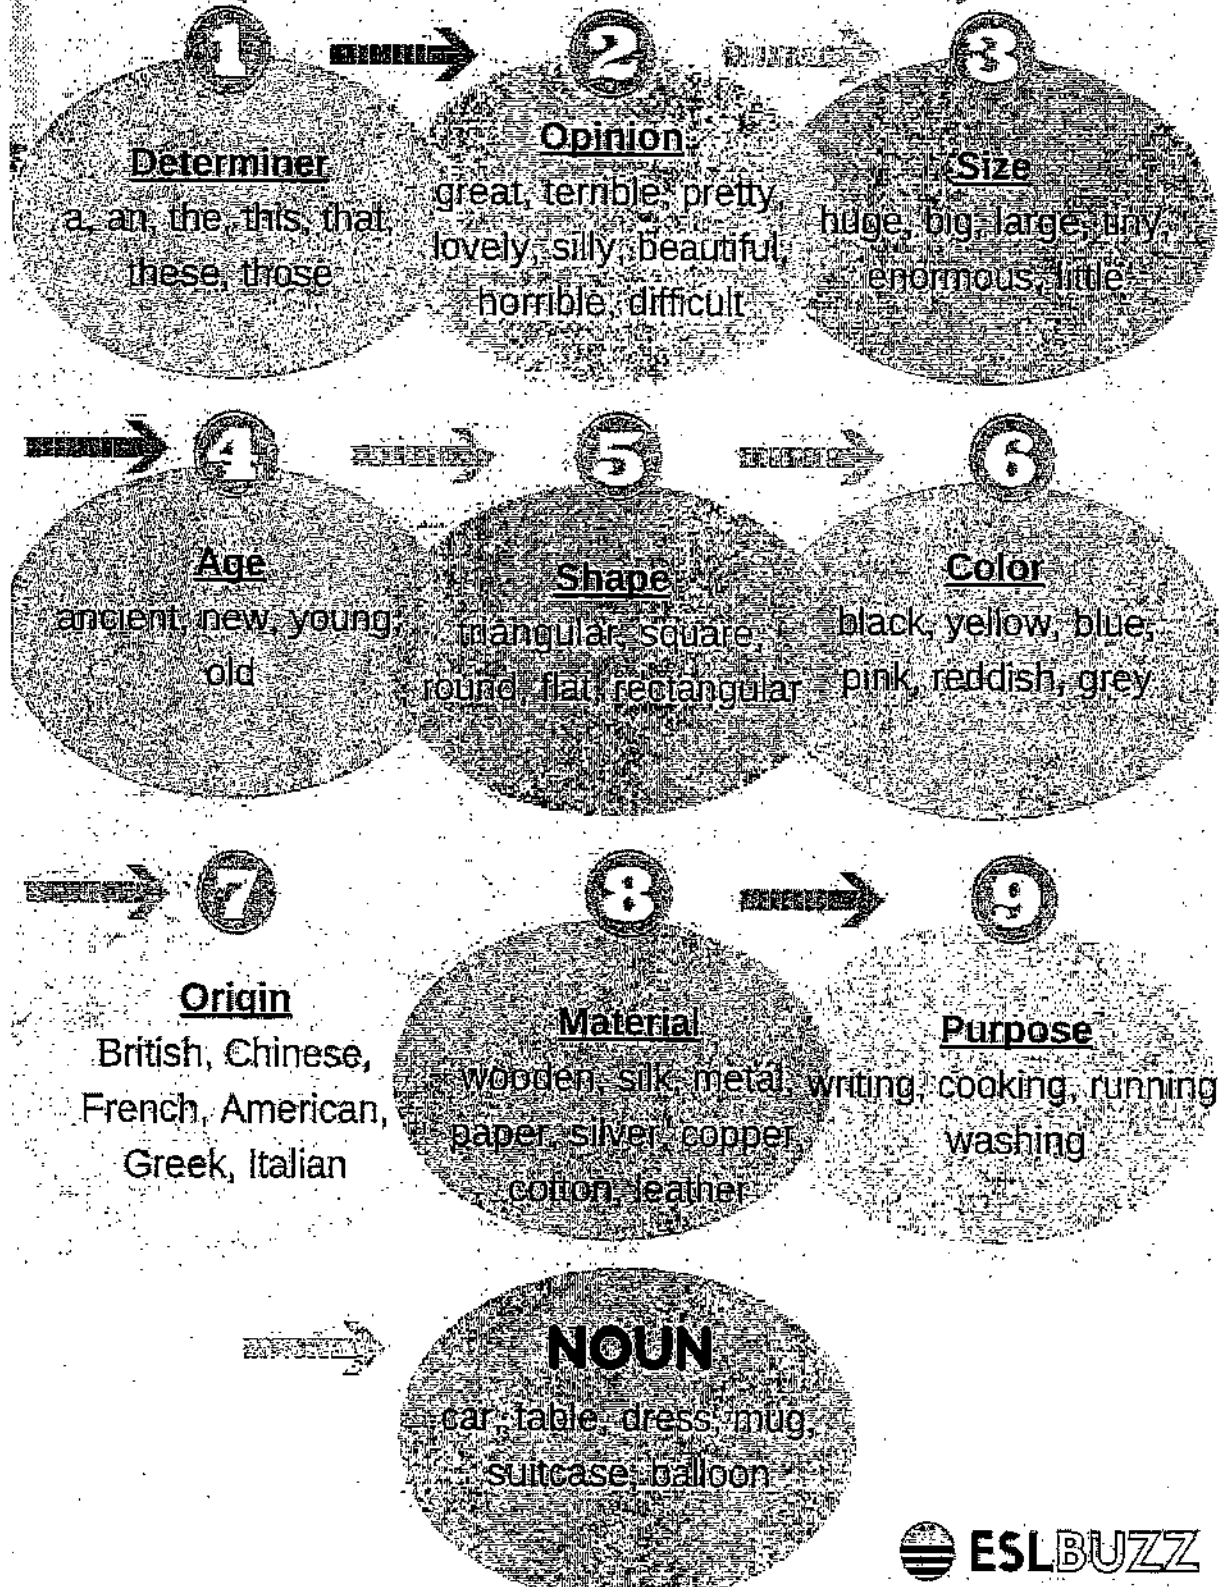 1
Determiner
a, an, the, this, that,
these, those
2
Opinion
great, terrible, pretty,
lovely, silly, beautiful,
horrible, difficult
3
Size
huge, big, large, tiny,
enormous, little
4
Age
ancient, new, young,
old
5
Shape
triangular, square,
round, flat, rectangular
6
Color
black, yellow, blue,
pink, reddish, grey
7
Origin
British, Chinese,
French, American,
Greek, Italian
8
Material
wooden, silk, metal,
paper, silver, copper
cotton, leather
9
Purpose
writing, cooking, running
washing
NOUN
car, table, dress, mug,
suitcase, balloon
ESLBUZZ